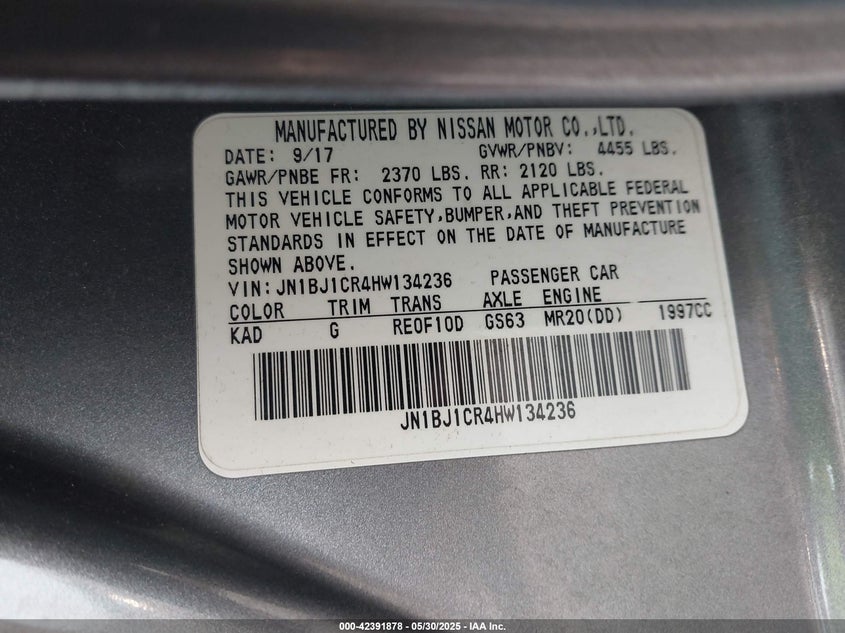 MANUFACTURED BY NISSAN MOTOR CO.,LTD.
DATE: 9/17 GVWR/PNBV: 4455 LBS.
GAWR/PNBE FR: 2370 LBS. RR: 2120 LBS.
THIS VEHICLE CONFORMS TO ALL APPLICABLE FEDERAL
MOTOR VEHICLE SAFETY,BUMPER,AND THEFT PREVENTION
STANDARDS IN EFFECT ON THE DATE OF MANUFACTURE
SHOWN ABOVE.
VIN:JN1BJ1CR4HW134236 PASSENGER CAR
COLOR TRIM TRANS AXLE ENGINE
KAD G RE0F10D GS63 MR20(DD) 1997CC
JN1BJ1CR4HW134236
000-42391878 — 05/30/2025 — IAA Inc.